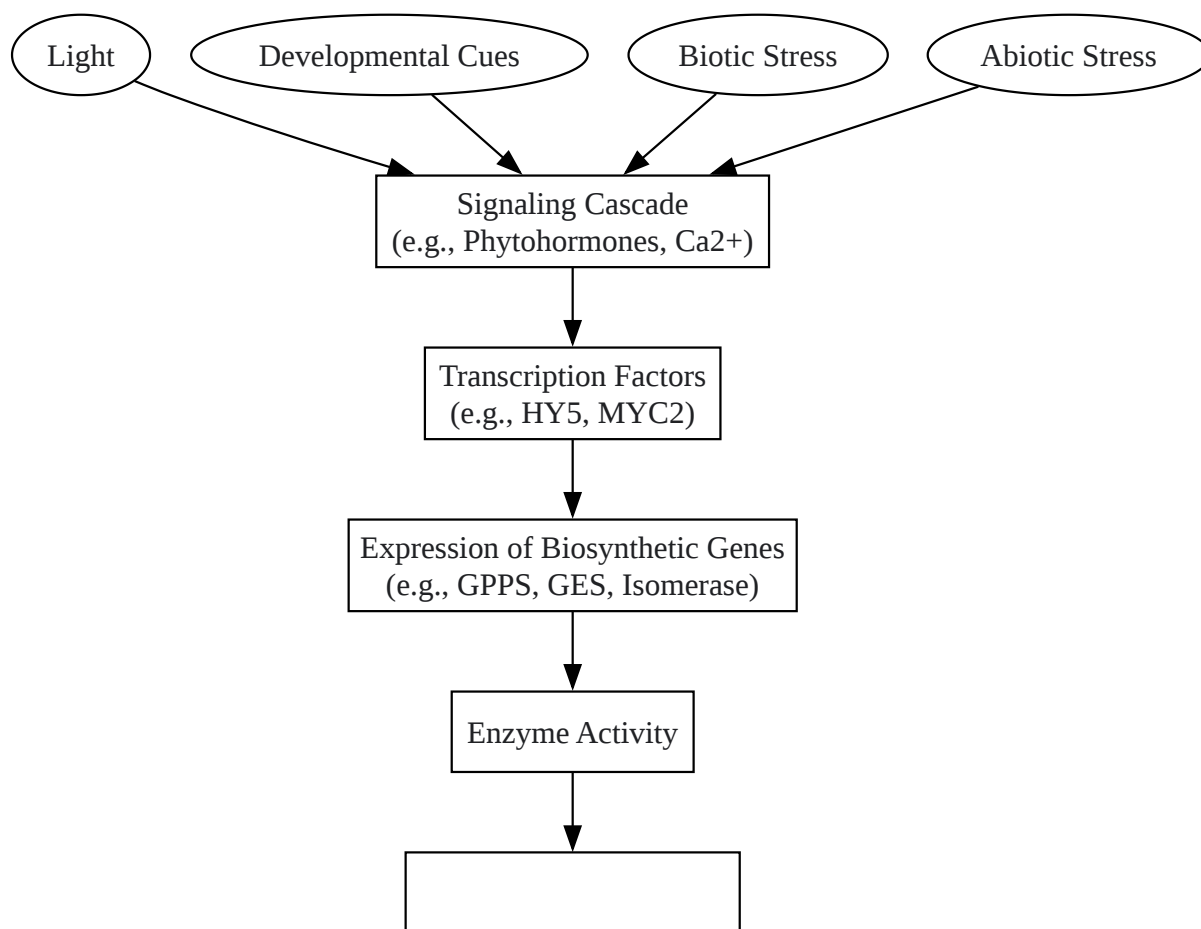 Light
Developmental Cues
Biotic Stress
Abiotic Stress
Signaling Cascade
(e.g., Phytohormones, Ca2+)
Transcription Factors
(e.g., HY5, MYC2)
Expression of Biosynthetic Genes
(e.g., GPPS, GES, Isomerase)
Enzyme Activity